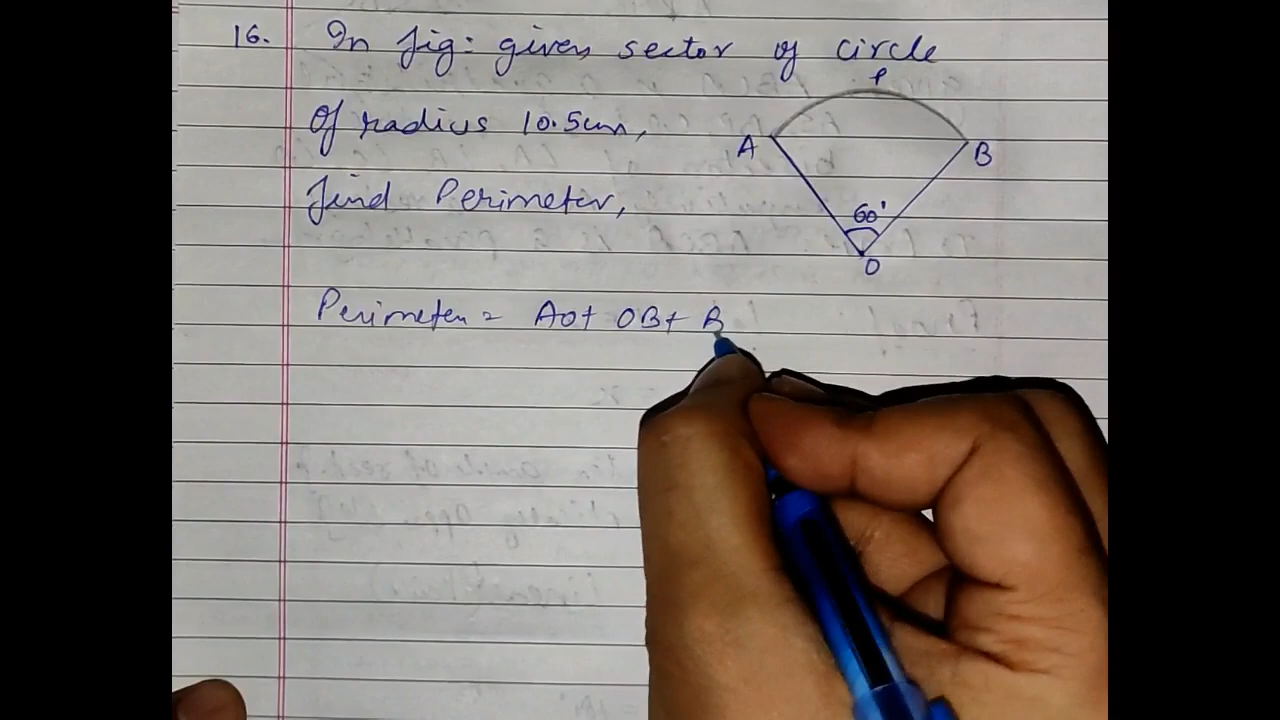 16. In fig: given sector of circle
of radius 10.5cm,
find Perimeter,
P
A
B
60°
O
Perimeter = AO+ OB+ B